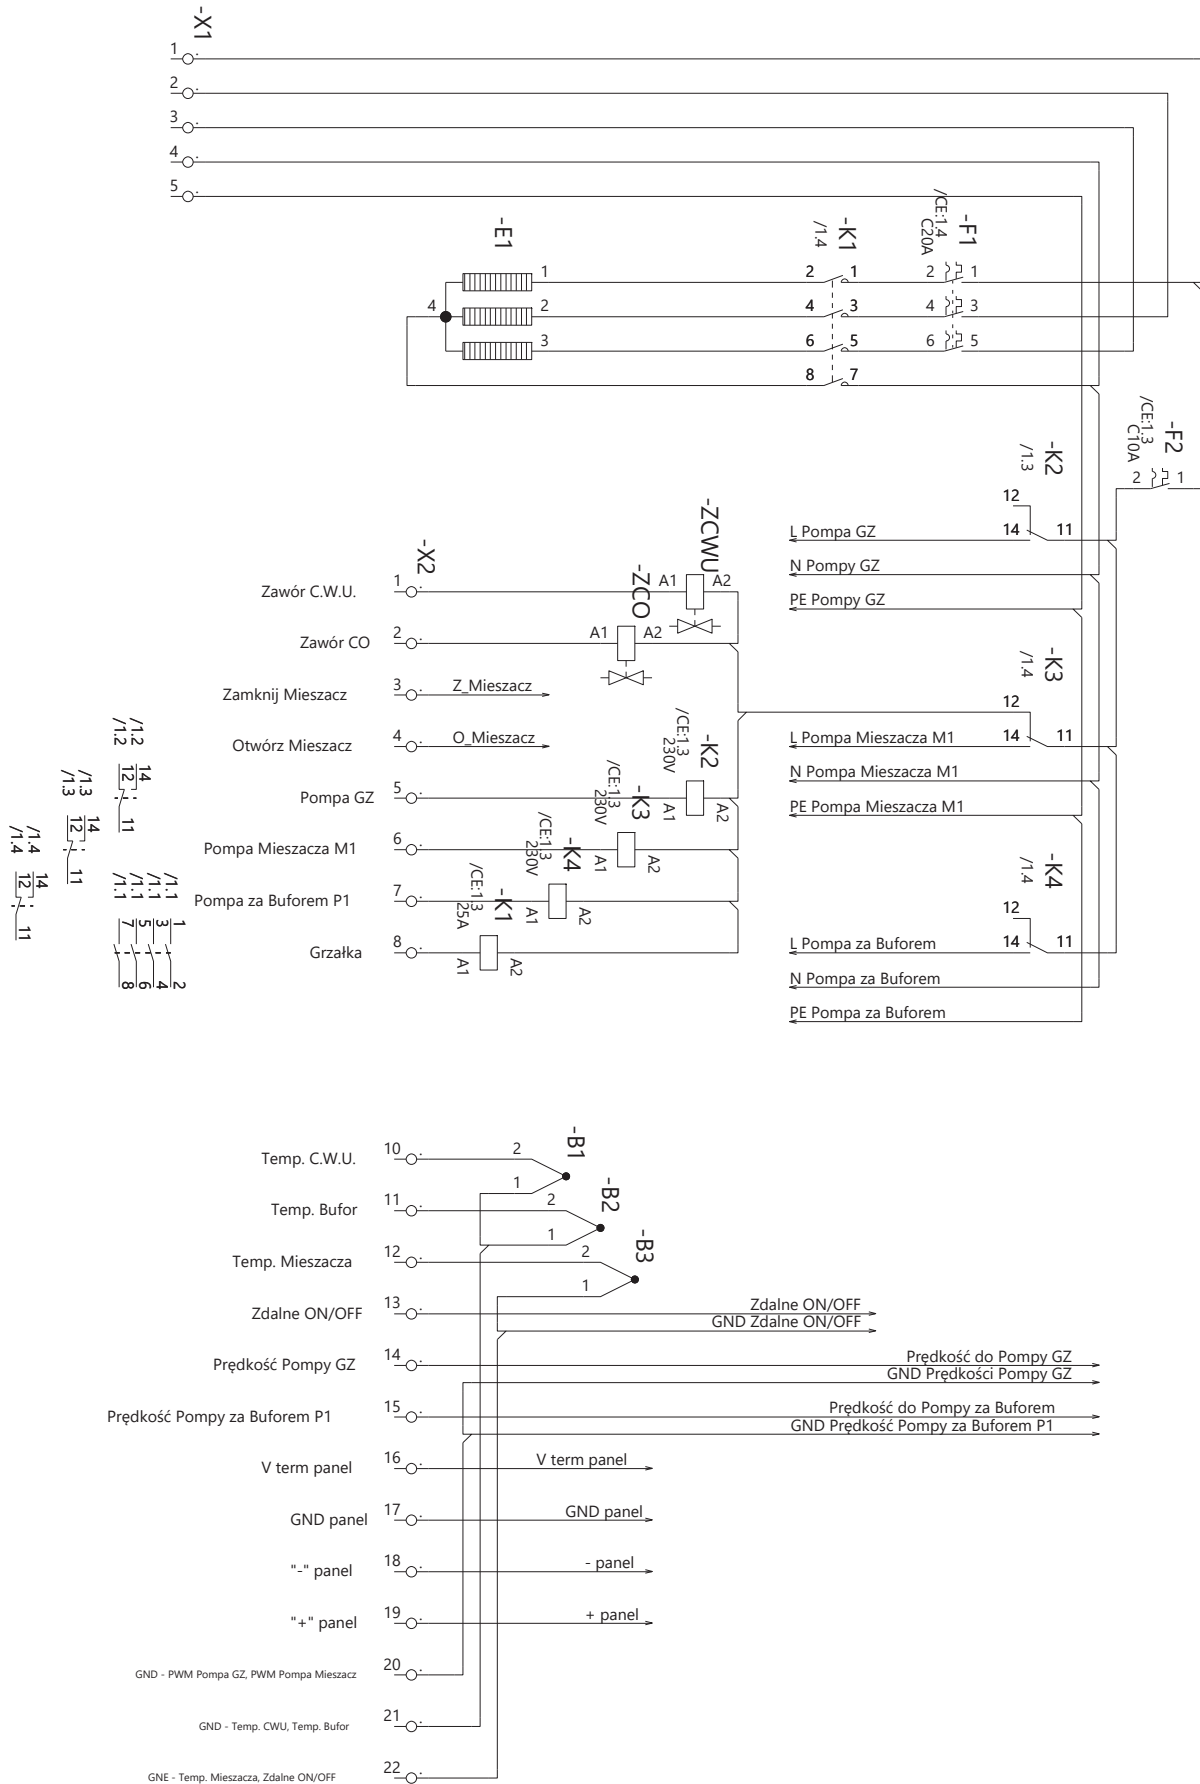 -X1
1
2
3
4
5
-E1
-K1
/1.4
-F1
/CE:1.4
C20A
1
2
3
4
2 1
4 3
6 5
8 7
2 1
4 3
6 5
-F2
/CE:1.3
C10A
2 1
-K2
/1.3
12
14 11
L Pompa GZ
N Pompy GZ
PE Pompy GZ
-K3
/1.4
12
14 11
L Pompa Mieszacza M1
N Pompa Mieszacza M1
PE Pompa Mieszacza M1
-K4
/1.4
12
14 11
L Pompa za Buforem
N Pompa za Buforem
PE Pompa za Buforem
-X2
-ZCWU
-ZCO
Zawór C.W.U. 1 A1 A2
Zawór CO 2 A1 A2
Zamknij Mieszacz 3 Z_Mieszacz
Otwórz Mieszacz 4 O_Mieszacz
-K2
/CE:1.3
230V
Pompa GZ 5 A1 A2
-K3
/CE:1.3
230V
Pompa Mieszacza M1 6 A1 A2
-K4
/CE:1.3
230V
Pompa za Buforem P1 7 A1 A2
-K1
/CE:1.3
25A
Grzałka 8 A1 A2
/1.2
/1.2
14
12
11
/1.3
/1.3
14
12
11
/1.4
/1.4
14
12
11
/1.1
/1.1
/1.1
/1.1
1 2
3 4
5 6
7 8
-B1
-B2
-B3
Temp. C.W.U. 10 2
1
Temp. Bufor 11 2
1
Temp. Mieszacza 12 2
1
Zdalne ON/OFF 13 Zdalne ON/OFF
GND Zdalne ON/OFF
Prędkość Pompy GZ 14 Prędkość do Pompy GZ
GND Prędkości Pompy GZ
Prędkość Pompy za Buforem P1 15 Prędkość do Pompy za Buforem
GND Prędkość Pompy za Buforem P1
V term panel 16 V term panel
GND panel 17 GND panel
"-" panel 18 - panel
"+" panel 19 + panel
GND - PWM Pompa GZ, PWM Pompa Mieszacz 20
GND - Temp. CWU, Temp. Bufor 21
GNE - Temp. Mieszacza, Zdalne ON/OFF 22